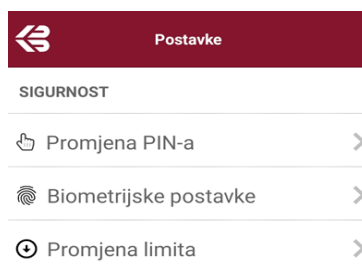 Postavke
SIGURNOST
Promjena PIN-a
Biometrijske postavke
Promjena limita